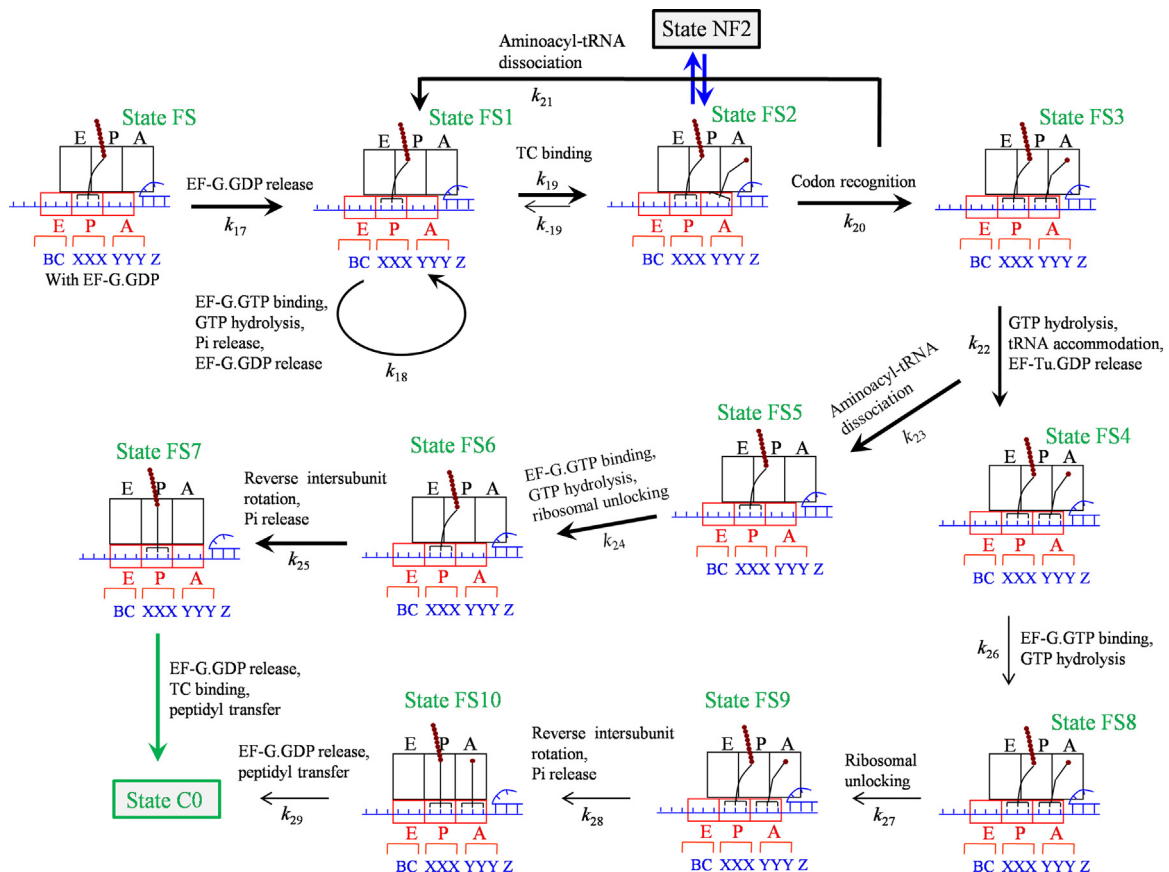 State NF2
Aminoacyl-tRNA
dissociation
k21
State FS
E P A
E P A
BC XXX YYY Z
With EF-G.GDP
EF-G.GDP release
k17
State FS1
E P A
E P A
BC XXX YYY Z
EF-G.GTP binding,
GTP hydrolysis,
Pi release,
EF-G.GDP release
k18
TC binding
k19
k-19
State FS2
E P A
E P A
BC XXX YYY Z
Codon recognition
k20
State FS3
E P A
E P A
BC XXX YYY Z
k22
GTP hydrolysis,
tRNA accommodation,
EF-Tu.GDP release
Aminoacyl-tRNA
dissociation
k23
State FS4
E P A
E P A
BC XXX YYY Z
State FS5
E P A
E P A
BC XXX YYY Z
EF-G.GTP binding,
GTP hydrolysis,
ribosomal unlocking
k24
State FS6
E P A
E P A
BC XXX YYY Z
Reverse intersubunit
rotation,
Pi release
k25
State FS7
E P A
E P A
BC XXX YYY Z
EF-G.GDP release,
TC binding,
peptidyl transfer
State C0
k26
EF-G.GTP binding,
GTP hydrolysis
State FS8
E P A
E P A
BC XXX YYY Z
Ribosomal
unlocking
k27
State FS9
E P A
E P A
BC XXX YYY Z
Reverse intersubunit
rotation,
Pi release
k28
State FS10
E P A
E P A
BC XXX YYY Z
EF-G.GDP release,
peptidyl transfer
k29